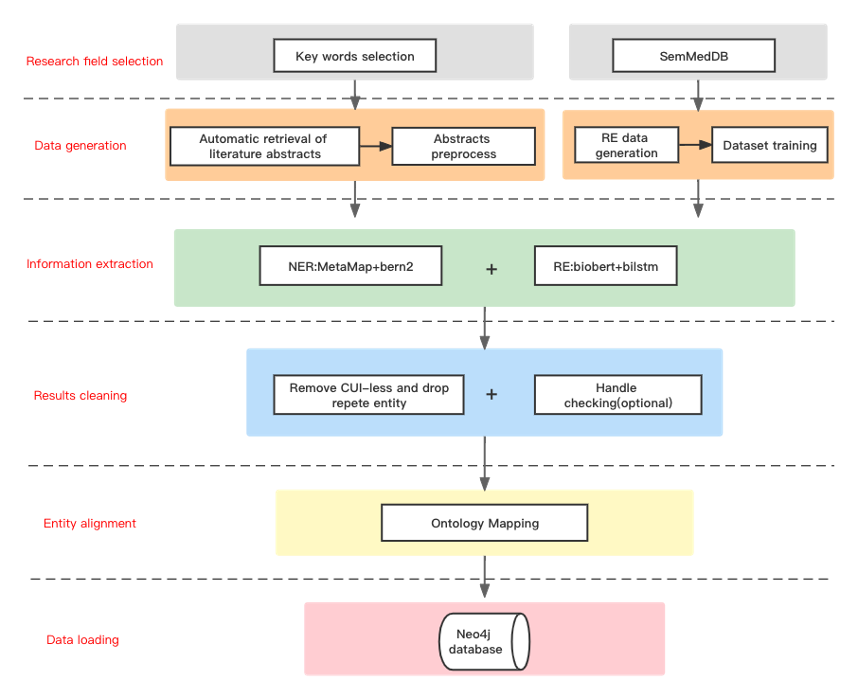 Research field selection
Key words selection
SemMedDB
Data generation
Automatic retrieval of
literature abstracts
Abstracts
preprocess
RE data
generation
Dataset training
Information extraction
NER:MetaMap+bern2
+
RE:biobert+bilstm
Results cleaning
Remove CUI-less and drop
repete entity
+
Handle
checking(optional)
Entity alignment
Ontology Mapping
Data loading
Neo4j
database